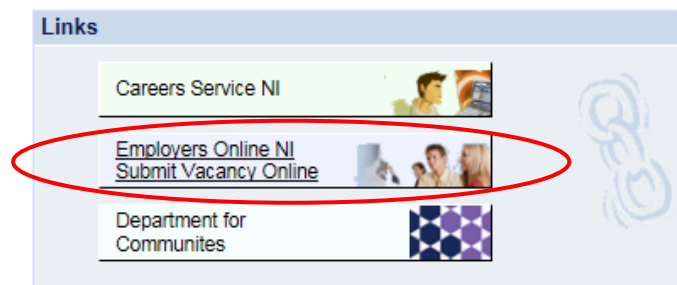 Links
Careers Service NI
Employers Online NI
Submit Vacancy Online
Department for
Communites